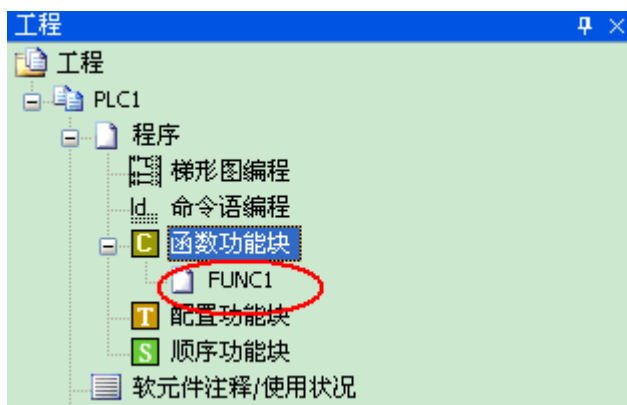 工程
工程
PLC1
程序
梯形图编程
ld... 命令语编程
C 函数功能块
FUNC1
T 配置功能块
S 顺序功能块
软元件注释/使用状况